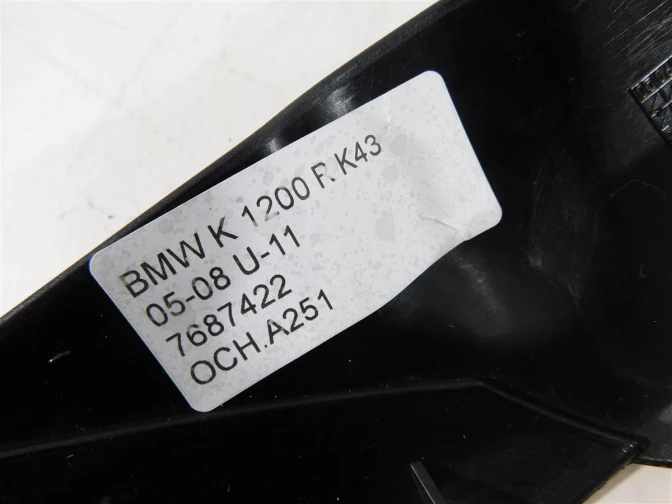 BMW K 1200 R K43
05-08 U-11
7687422
OCH.A251